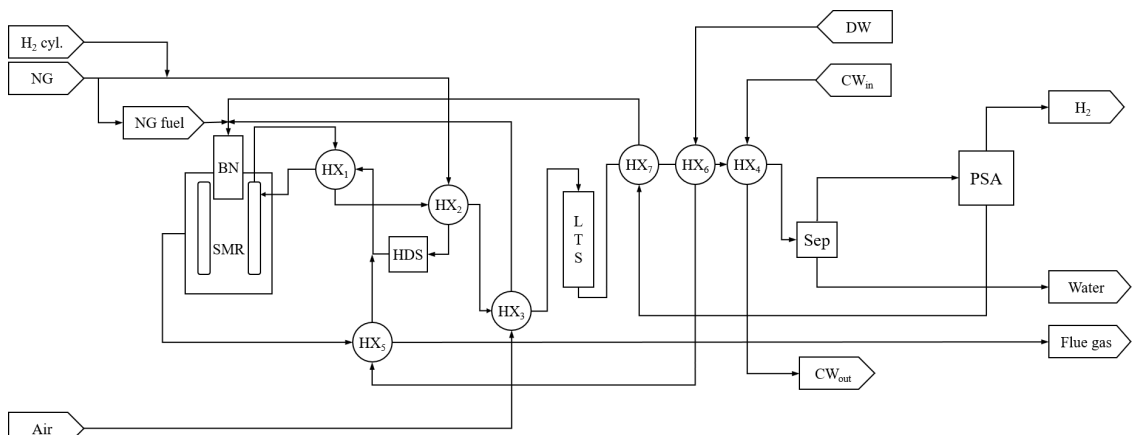 H₂ cyl.
DW
NG
CWin
H₂
NG fuel
BN
HX₁
HX₇
HX₆
HX₄
PSA
HX₂
L
T
S
SMR
HDS
Sep
Water
HX₃
HX₅
Flue gas
CWout
Air